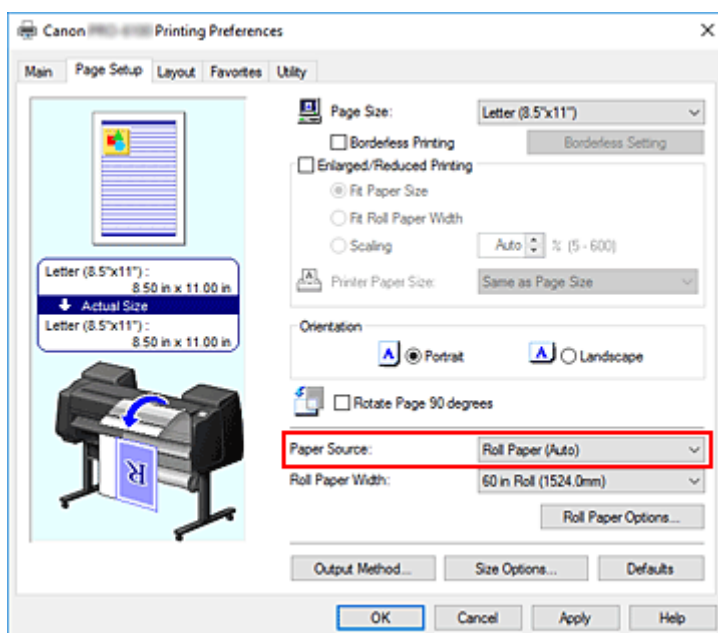 Canon Printing Preferences
Main Page Setup Layout Favorites Utility
Page Size: Letter (8.5"x11")
Borderless Printing Borderless Setting
Enlarged/Reduced Printing
Fit Paper Size
Fit Roll Paper Width
Scaling Auto % (5 - 600)
Printer Paper Size: Same as Page Size
Letter (8.5"x11") :
8.50 in x 11.00 in
Actual Size
Letter (8.5"x11") :
8.50 in x 11.00 in
Orientation
A Portrait A Landscape
Rotate Page 90 degrees
R
Paper Source: Roll Paper (Auto)
Roll Paper Width: 60 in Roll (1524.0mm)
Roll Paper Options...
Output Method... Size Options... Defaults
OK Cancel Apply Help